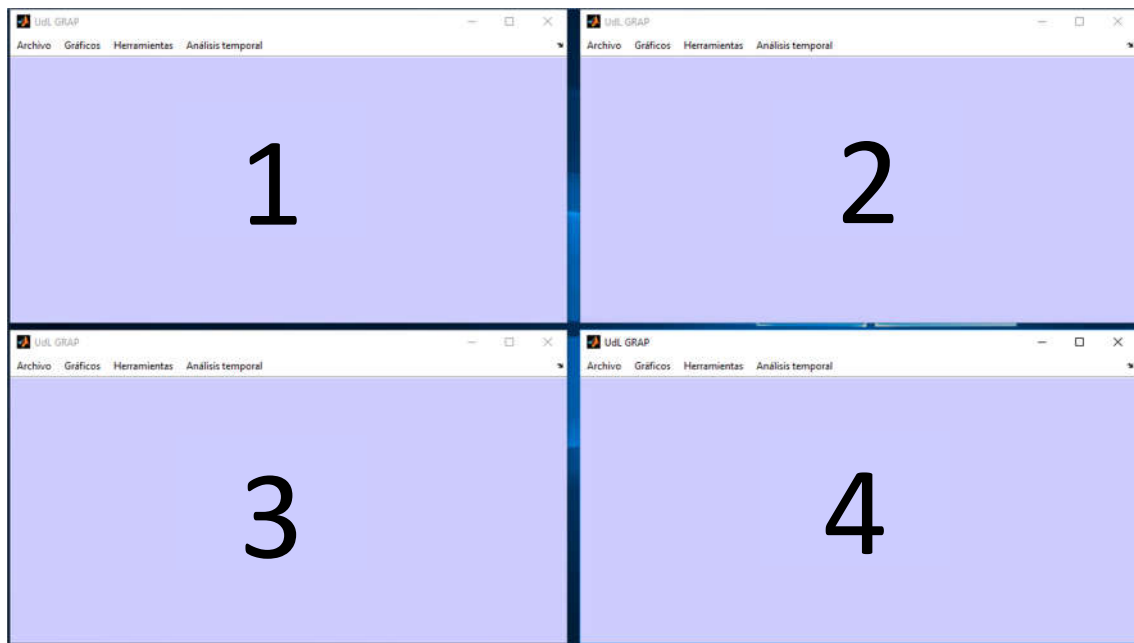 UdL GRAP
Archivo Gráficos Herramientas Análisis temporal
1
UdL GRAP
Archivo Gráficos Herramientas Análisis temporal
2
UdL GRAP
Archivo Gráficos Herramientas Análisis temporal
3
UdL GRAP
Archivo Gráficos Herramientas Análisis temporal
4